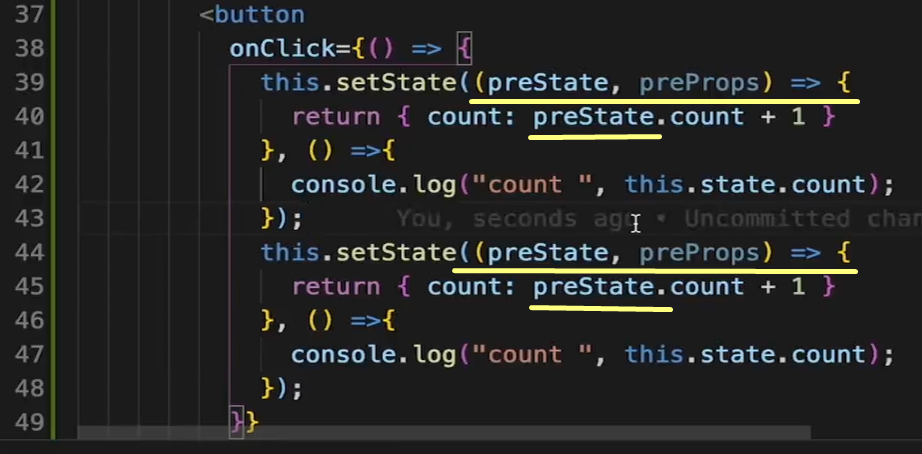 37 <button
38 onClick={() => {
39 this.setState((preState, preProps) => {
40 return { count: preState.count + 1 }
41 }, () =>{
42 console.log("count ", this.state.count);
43 }); You, seconds ago • Uncommitted chan
44 this.setState((preState, preProps) => {
45 return { count: preState.count + 1 }
46 }, () =>{
47 console.log("count ", this.state.count);
48 });
49 }}